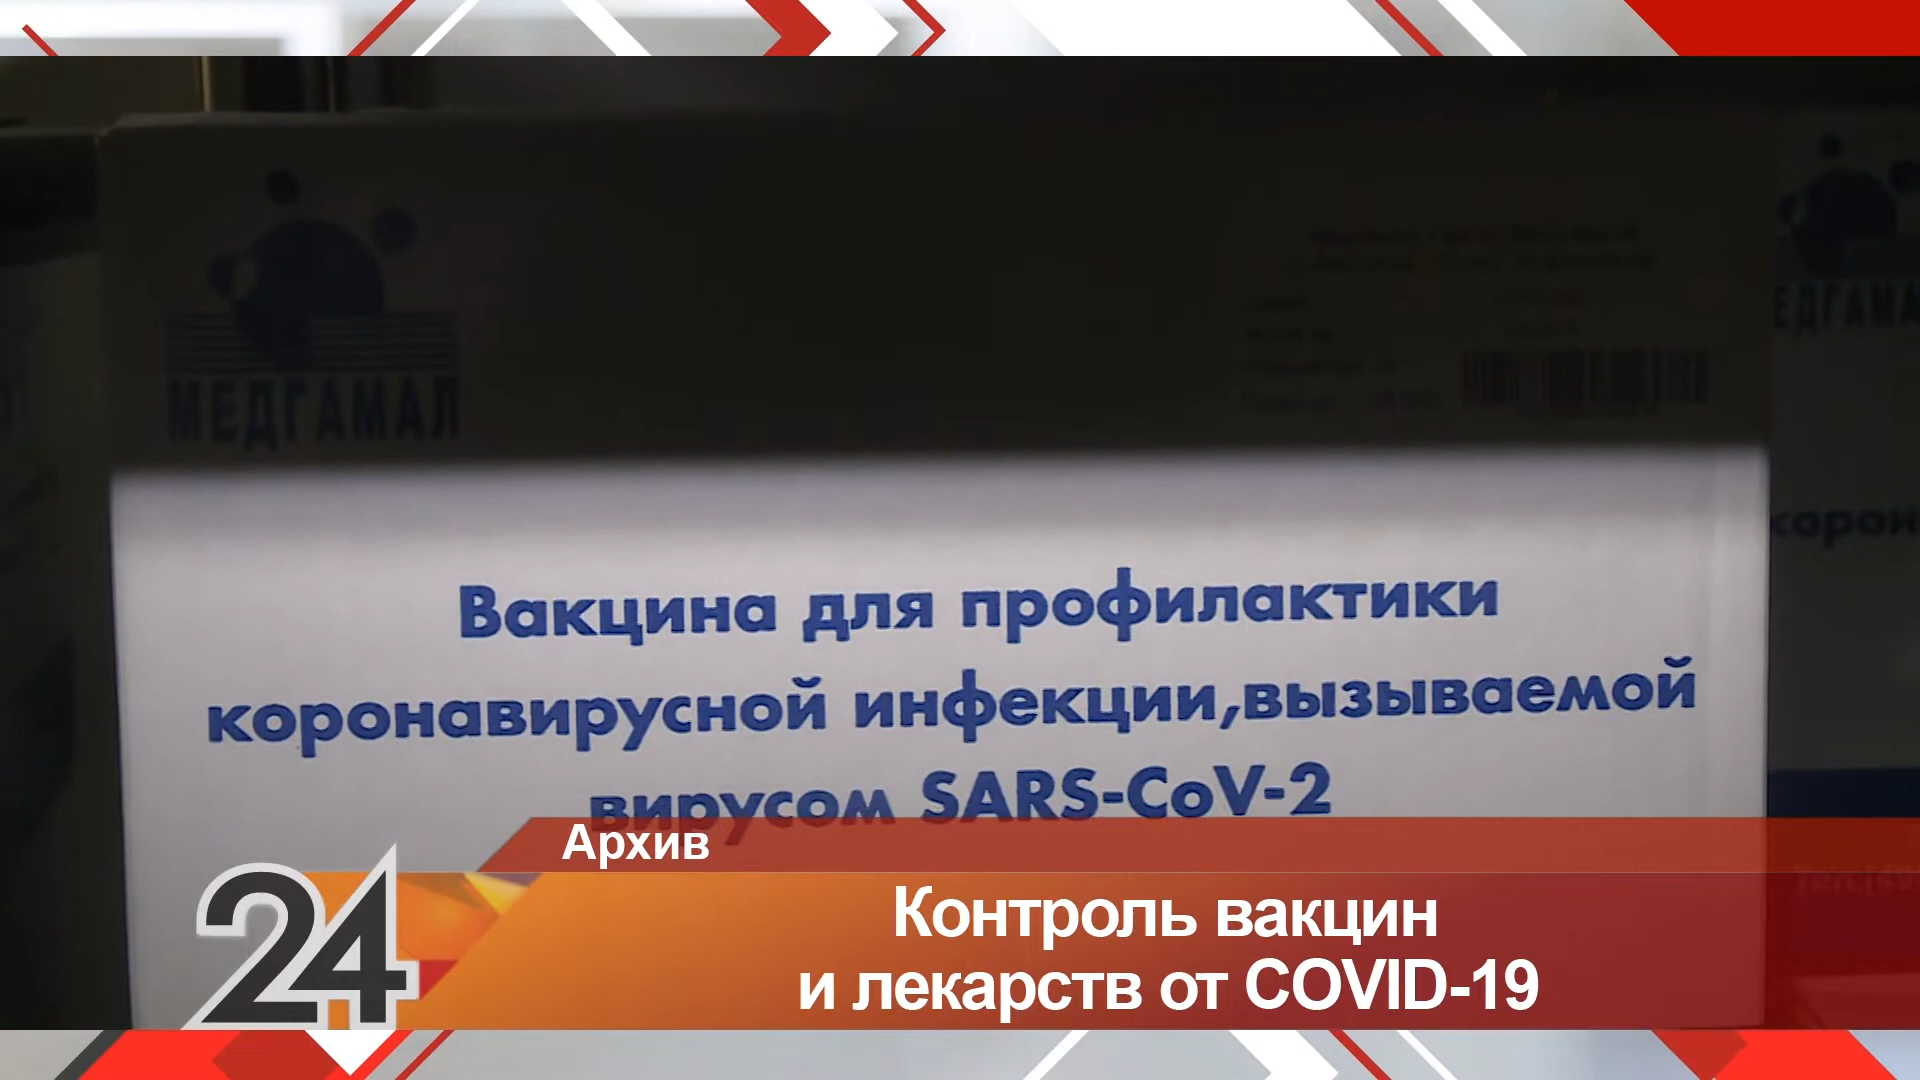 МЕДГАМАЛ
Вакцина для профилактики
коронавирусной инфекции,вызываемой
вирусом SARS-CoV-2
Архив
24
Контроль вакцин
и лекарств от COVID-19